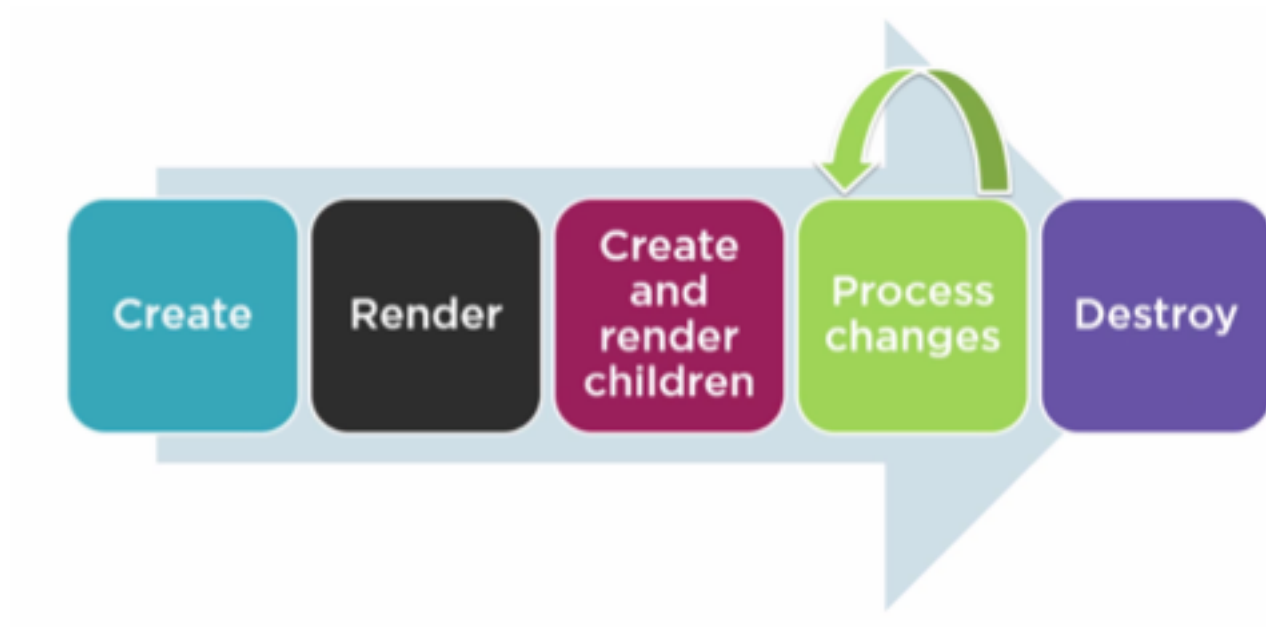 Create
Render
Create
and
render
children
Process
changes
Destroy